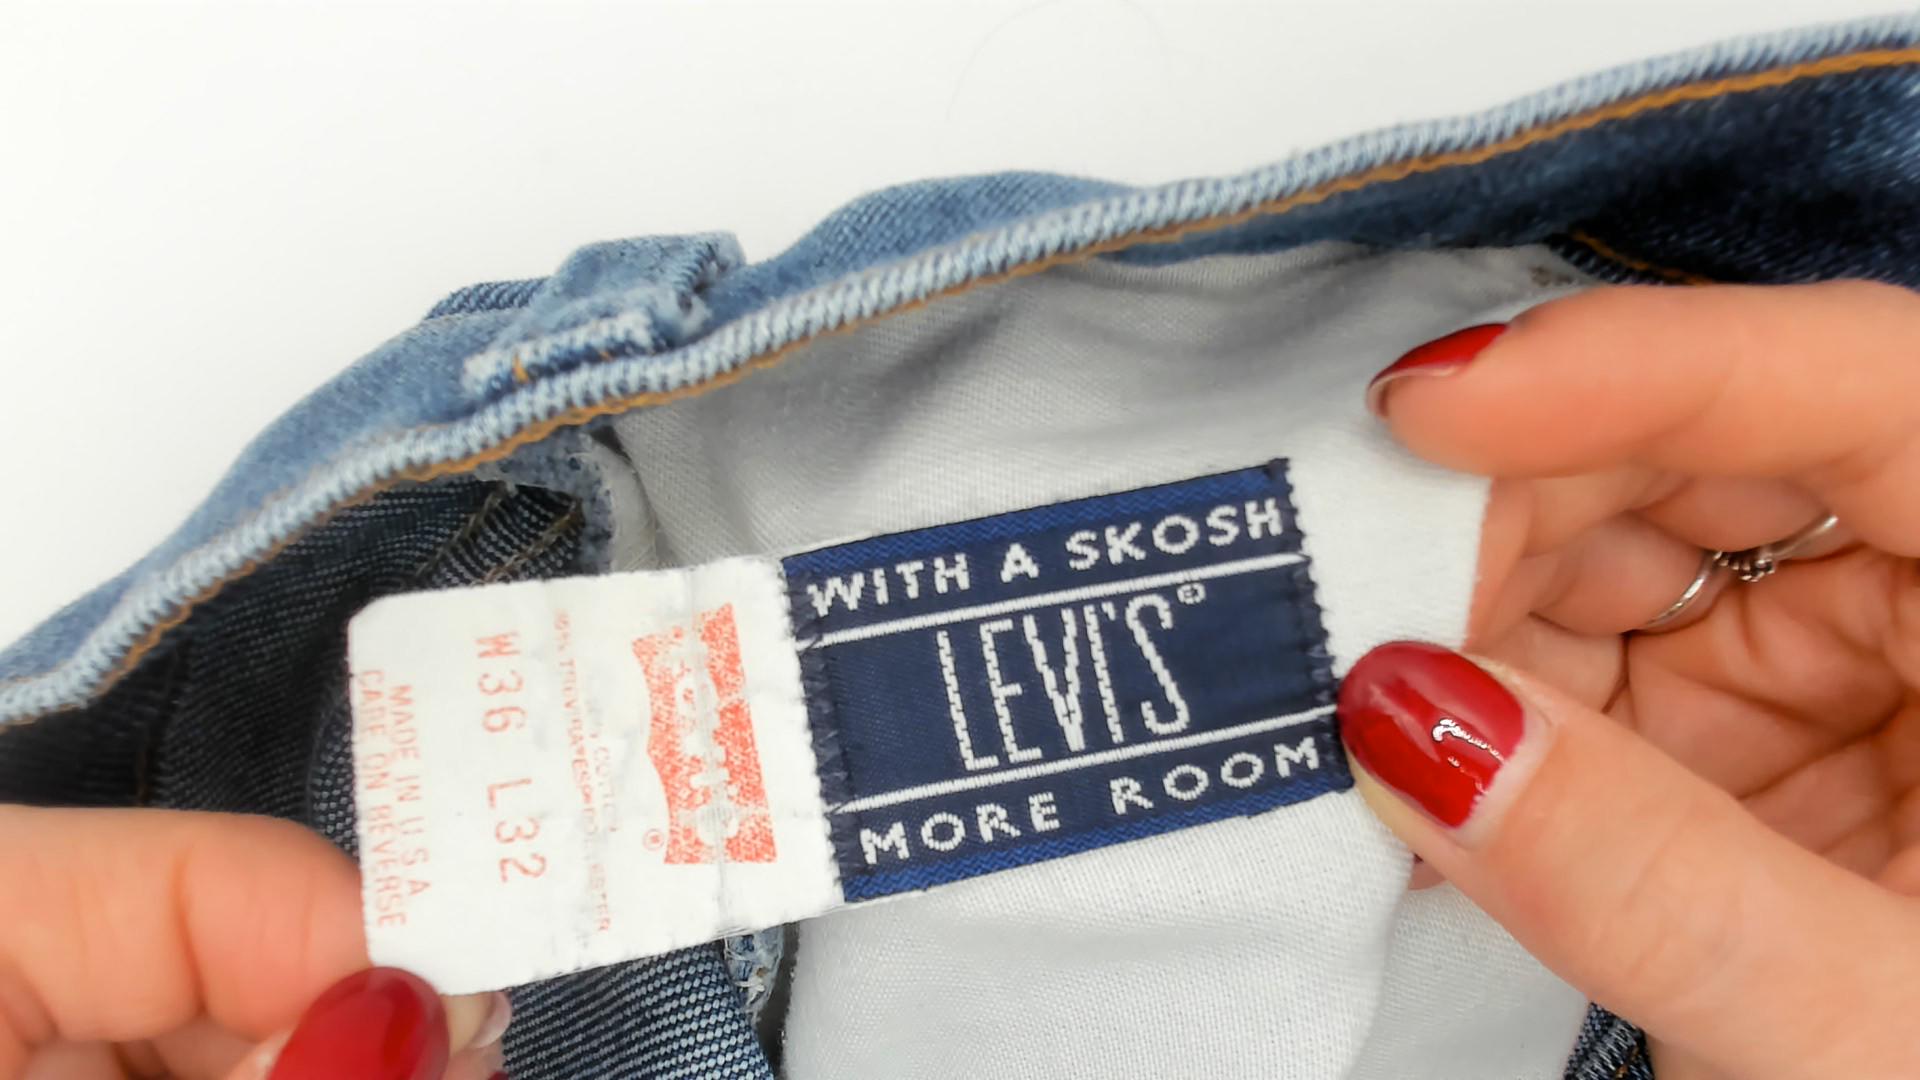 WITH A SKOSH
LEVI'S®
MORE ROOM
®
W36 L32
MADE IN U S A
CARE ON REVERSE